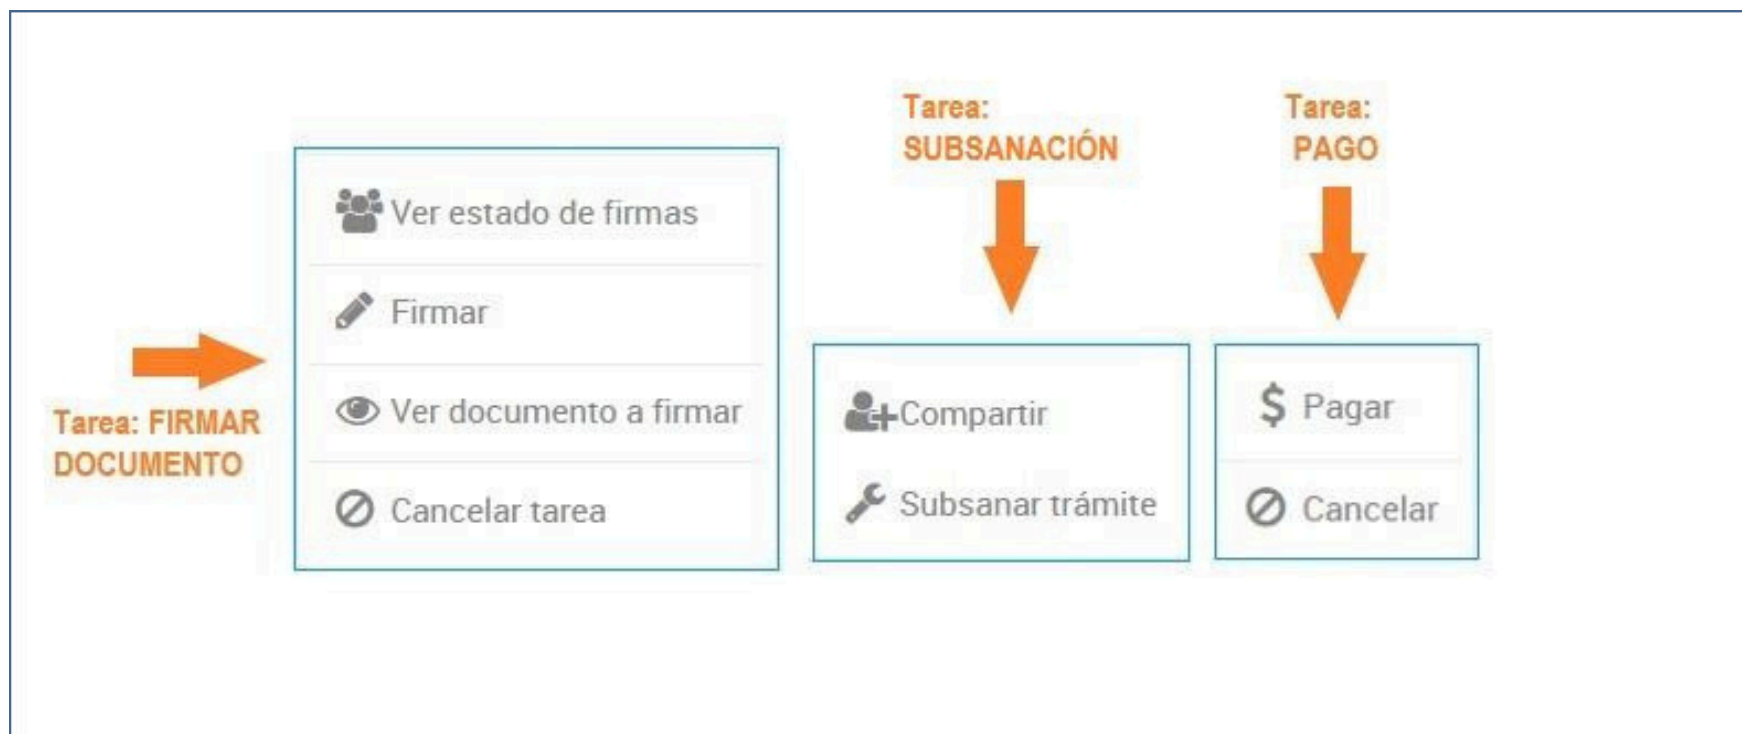 Tarea: FIRMAR
DOCUMENTO
Ver estado de firmas
Firmar
Ver documento a firmar
Cancelar tarea
Tarea:
SUBSANACIÓN
Compartir
Subsanar trámite
Tarea:
PAGO
$ Pagar
Cancelar